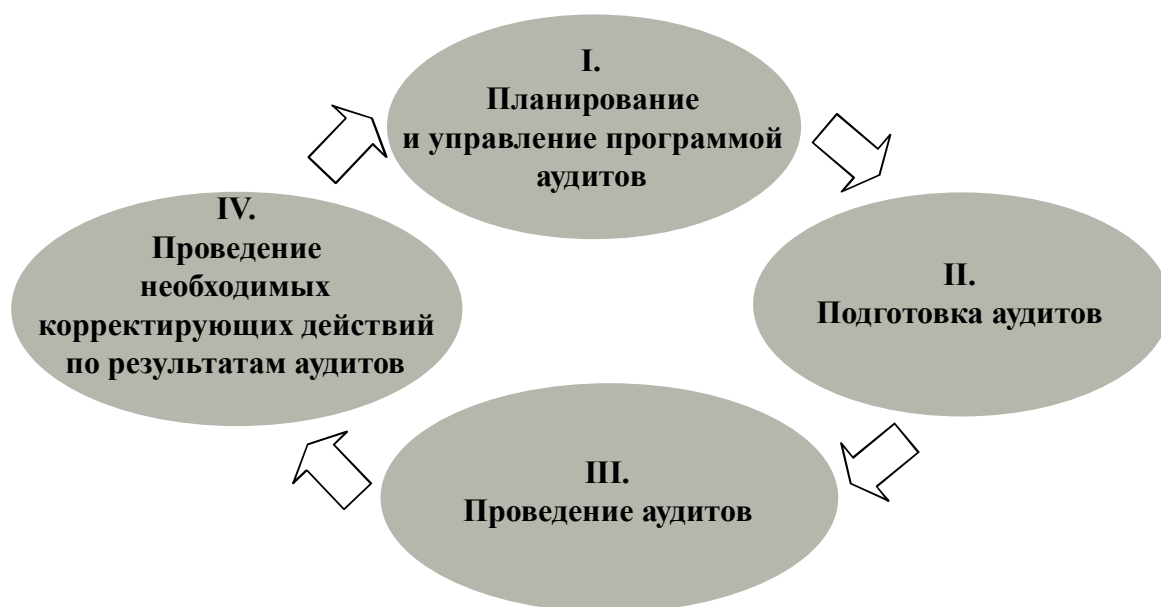 I.
Планирование
и управление программой
аудитов
II.
Подготовка аудитов
III.
Проведение аудитов
IV.
Проведение
необходимых
корректирующих действий
по результатам аудитов